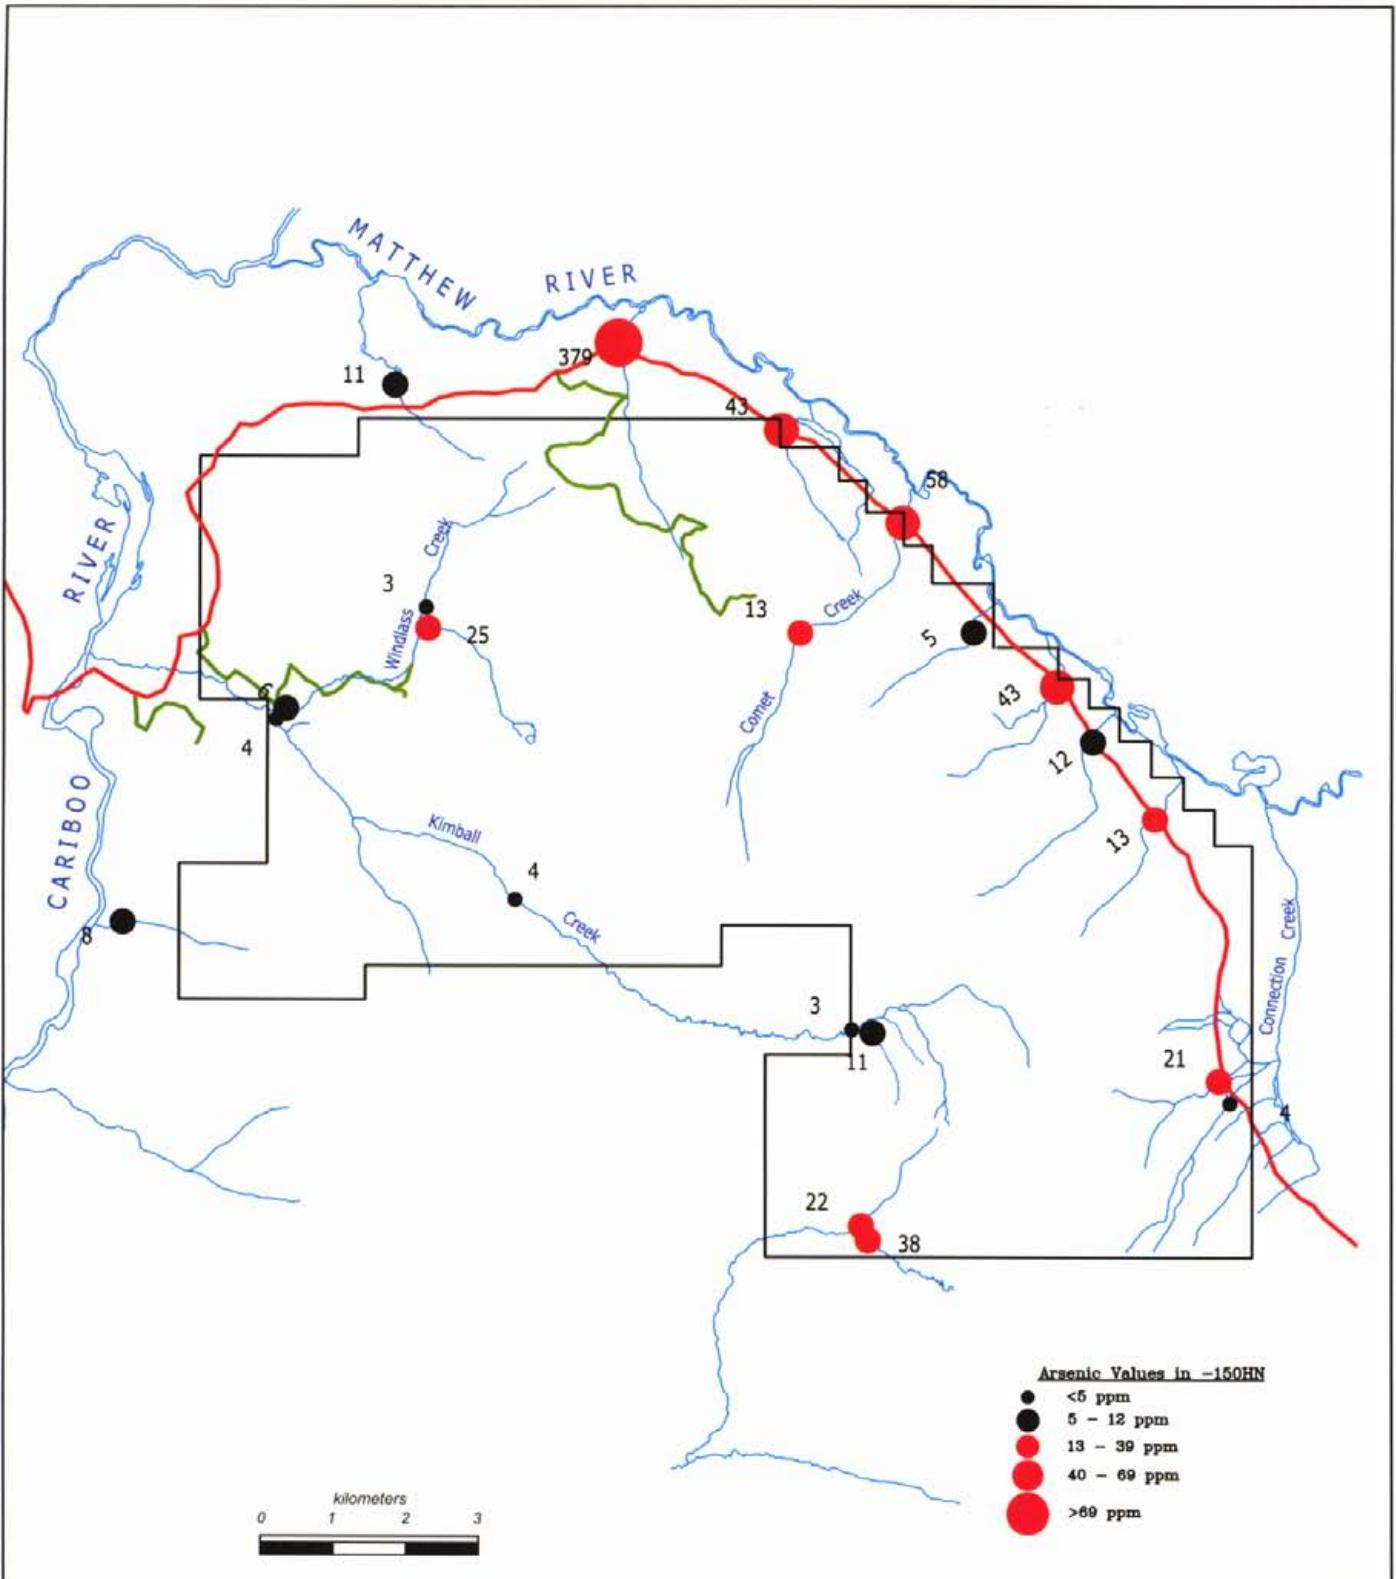 MATTHEW RIVER
379
11
43
58
Creek
RIVER
3
13
Creek
Windlass
25
5
6
43
Comet
4
12
CARIBOO
Kimball
13
4
8
Creek
Connection Creek
3
11
21
4
22
38
Arsenic Values in -150HN
<5 ppm
5 - 12 ppm
13 - 39 ppm
40 - 69 ppm
>69 ppm
kilometers
0 1 2 3